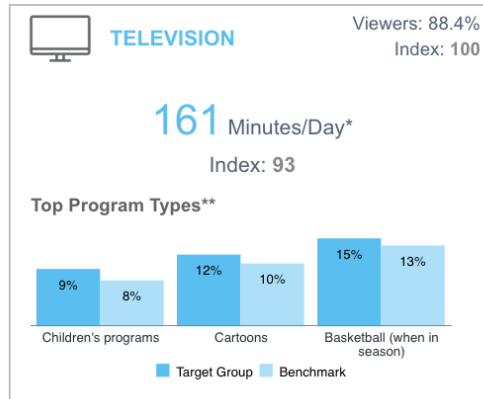 TELEVISION
Viewers: 88.4%
Index: 100
161 Minutes/Day*
Index: 93
Top Program Types**
9%
8%
12%
10%
15%
13%
Children's programs
Cartoons
Basketball (when in
season)
Target Group
Benchmark